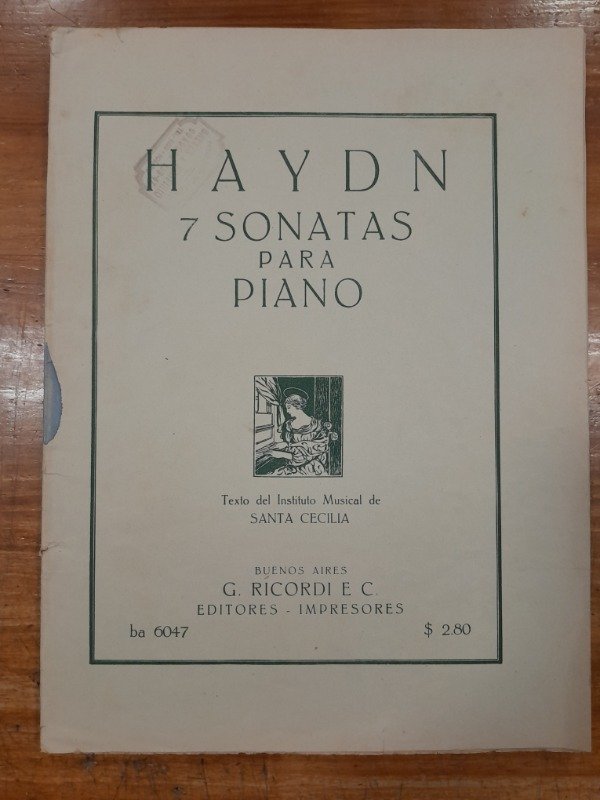 HAYDN
7 SONATAS
PARA
PIANO
Texto del Instituto Musical de
SANTA CECILIA
BUENOS AIRES
G. RICORDI E C.
EDITORES - IMPRESORES
ba 6047
$ 2.80